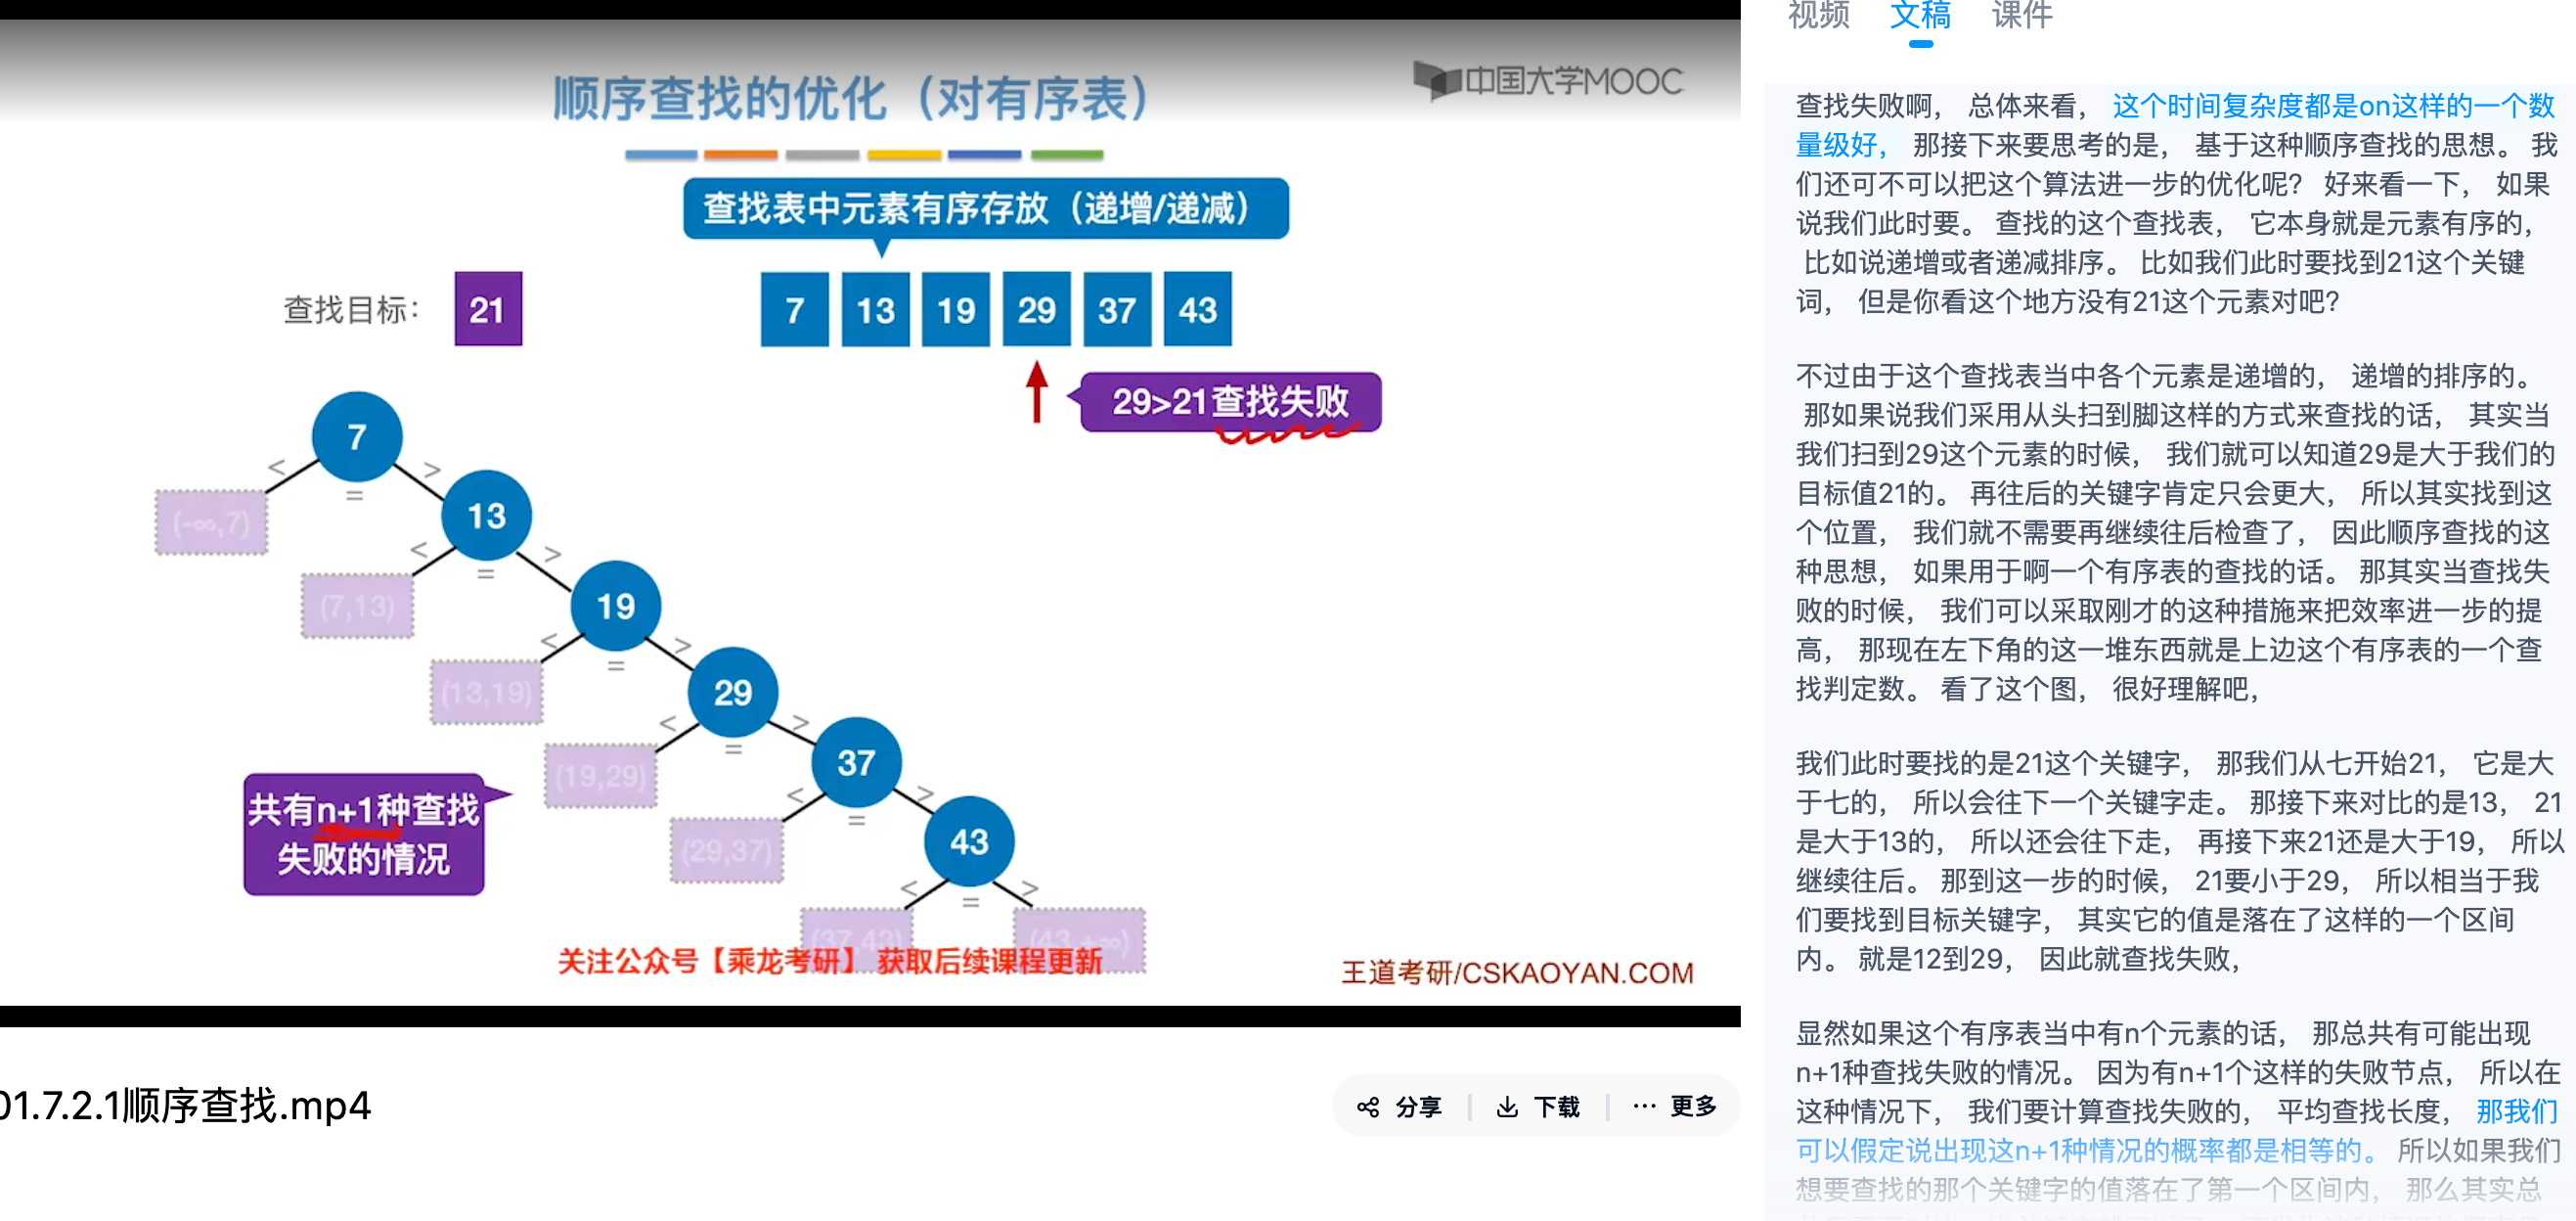 顺序查找的优化（对有序表）
中国大学MOOC
查找表中元素有序存放（递增/递减）
查找目标：
21
7 13 19 29 37 43
29>21查找失败
7
< = >
(-∞,7)
13
< = >
(7,13)
19
< = >
(13,19)
29
< = >
(19,29)
37
< = >
(29,37)
43
< = >
(37,43)
(43,+∞)
共有n+1种查找
失败的情况
关注公众号【乘龙考研】 获取后续课程更新
王道考研/CSKAOYAN.COM
01.7.2.1顺序查找.mp4
分享
下载
··· 更多
视频 文稿 课件
查找失败啊， 总体来看， 这个时间复杂度都是on这样的一个数
量级好， 那接下来要思考的是， 基于这种顺序查找的思想。 我
们还可不可以把这个算法进一步的优化呢？ 好来看一下， 如果
说我们此时要。 查找的这个查找表， 它本身就是元素有序的，
比如说递增或者递减排序。 比如我们此时要找到21这个关键
词， 但是你看这个地方没有21这个元素对吧？
不过由于这个查找表当中各个元素是递增的， 递增的排序的。
那如果说我们采用从头扫到脚这样的方式来查找的话， 其实当
我们扫到29这个元素的时候， 我们就可以知道29是大于我们的
目标值21的。 再往后的关键字肯定只会更大， 所以其实找到这
个位置， 我们就不需要再继续往后检查了， 因此顺序查找的这
种思想， 如果用于啊一个有序表的查找的话。 那其实当查找失
败的时候， 我们可以采取刚才的这种措施来把效率进一步的提
高， 那现在左下角的这一堆东西就是上边这个有序表的一个查
找判定数。 看了这个图， 很好理解吧，
我们此时要找的是21这个关键字， 那我们从七开始21， 它是大
于七的， 所以会往下一个关键字走。 那接下来对比的是13， 21
是大于13的， 所以还会往下走， 再接下来21还是大于19， 所以
继续往后。 那到这一步的时候， 21要小于29， 所以相当于我
们要找到目标关键字， 其实它的值是落在了这样的一个区间
内。 就是12到29， 因此就查找失败，
显然如果这个有序表当中有n个元素的话， 那总共有可能出现
n+1种查找失败的情况。 因为有n+1个这样的失败节点， 所以在
这种情况下， 我们要计算查找失败的， 平均查找长度， 那我们
可以假定说出现这n+1种情况的概率都是相等的。 所以如果我们
想要查找的那个关键字的值落在了第一个区间内， 那么其实总